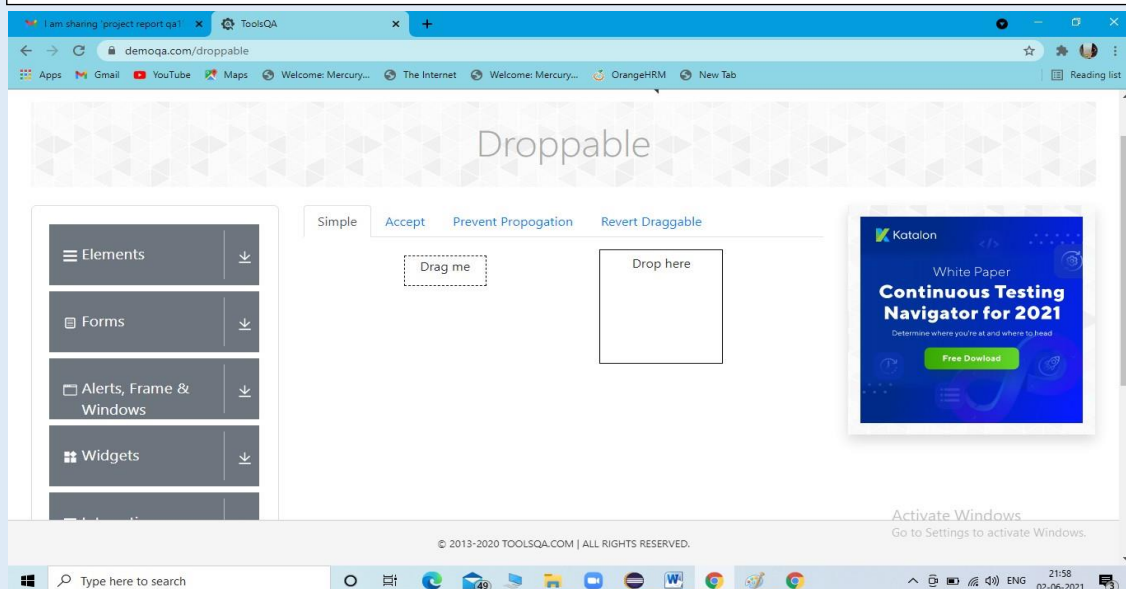 I am sharing 'project report qa1'
ToolsQA
demoqa.com/droppable
Apps Gmail YouTube Maps Welcome: Mercury... The Internet Welcome: Mercury... OrangeHRM New Tab Reading list
Droppable
Simple Accept Prevent Propogation Revert Draggable
Drag me
Drop here
Elements
Forms
Alerts, Frame &
Windows
Widgets
Katalon
White Paper
Continuous Testing
Navigator for 2021
Determine where you're at and where to head
Free Dowload
Activate Windows
Go to Settings to activate Windows.
© 2013-2020 TOOLSQA.COM | ALL RIGHTS RESERVED.
Type here to search
49
W
ENG
21:58
02-06-2021
3